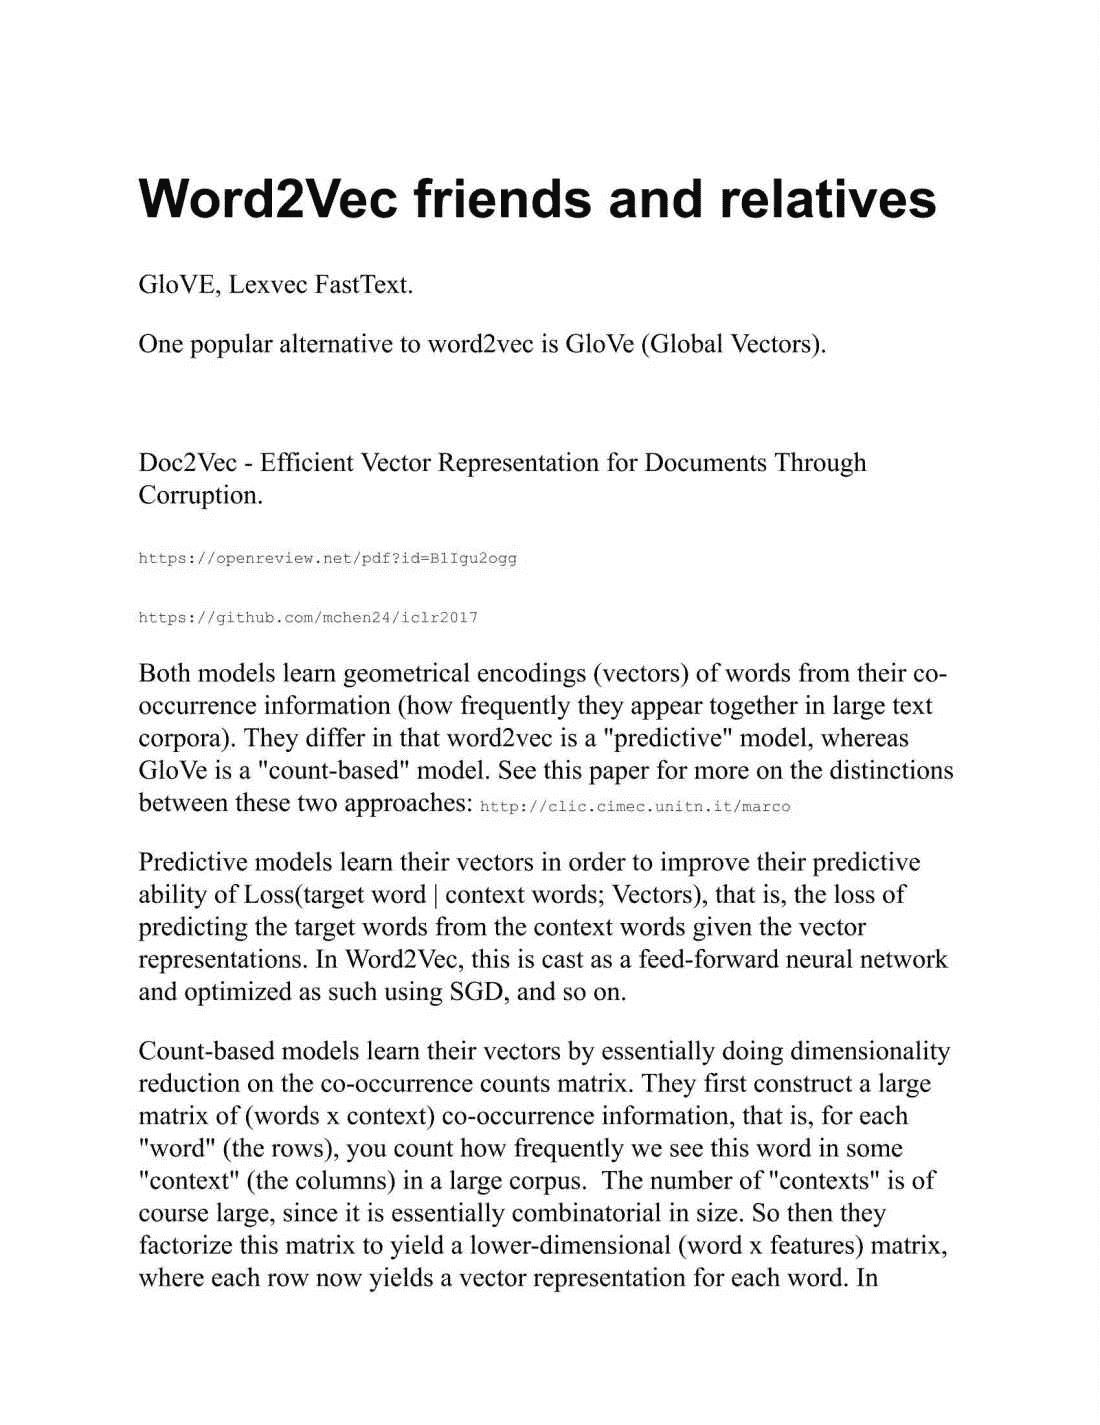 Word2Vec friends and relatives
GloVE, Lexvec FastText.
One popular alternative to word2vec is GloVe (Global Vectors).
Doc2Vec - Efficient Vector Representation for Documents Through
Corruption.
https://openreview.net/pdf?id=B1Igu2ogg
https://github.com/mchen24/iclr2017
Both models learn geometrical encodings (vectors) of words from their co-
occurrence information (how frequently they appear together in large text
corpora). They differ in that word2vec is a "predictive" model, whereas
GloVe is a "count-based" model. See this paper for more on the distinctions
between these two approaches: http://clic.cimec.unitn.it/marco
Predictive models learn their vectors in order to improve their predictive
ability of Loss(target word | context words; Vectors), that is, the loss of
predicting the target words from the context words given the vector
representations. In Word2Vec, this is cast as a feed-forward neural network
and optimized as such using SGD, and so on.
Count-based models learn their vectors by essentially doing dimensionality
reduction on the co-occurrence counts matrix. They first construct a large
matrix of (words x context) co-occurrence information, that is, for each
"word" (the rows), you count how frequently we see this word in some
"context" (the columns) in a large corpus.  The number of "contexts" is of
course large, since it is essentially combinatorial in size. So then they
factorize this matrix to yield a lower-dimensional (word x features) matrix,
where each row now yields a vector representation for each word. In